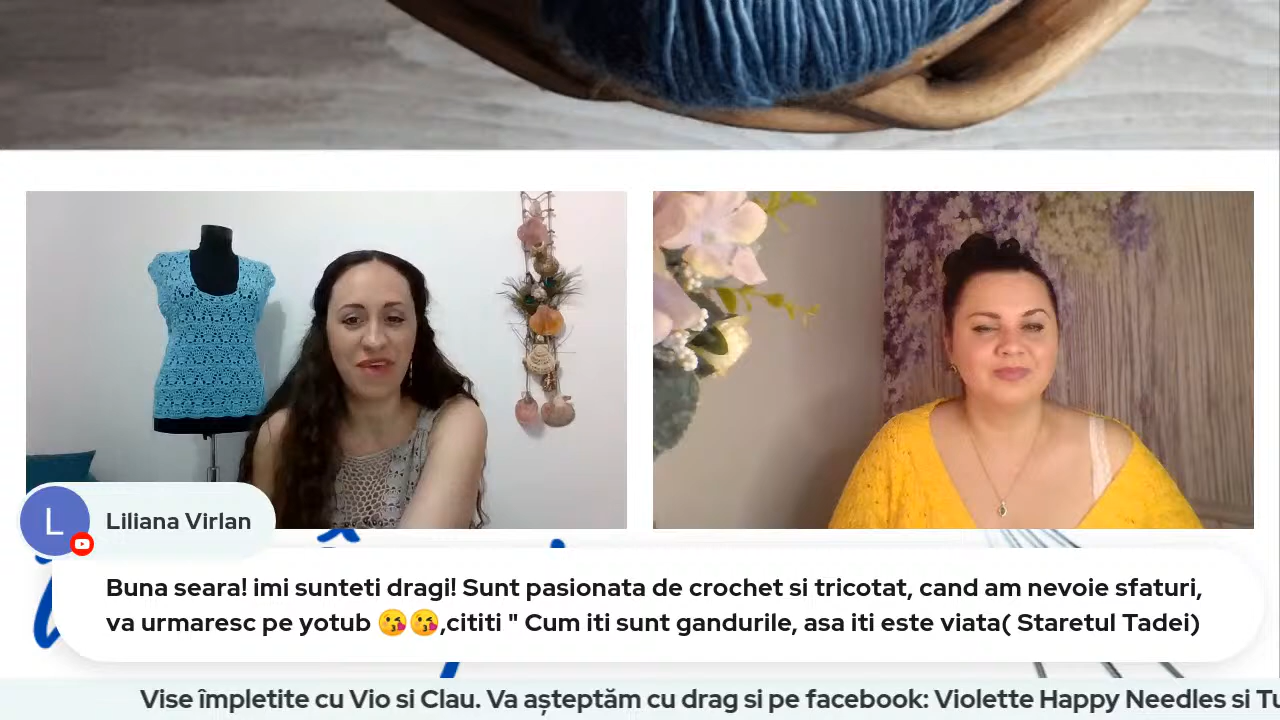 L
Liliana Virlan
Buna seara! imi sunteti dragi! Sunt pasionata de crochet si tricotat, cand am nevoie sfaturi,
va urmaresc pe yotub 😘😘,cititi " Cum iti sunt gandurile, asa iti este viata( Staretul Tadei)
Vise împletite cu Vio si Clau. Va așteptăm cu drag si pe facebook: Violette Happy Needles si Tu